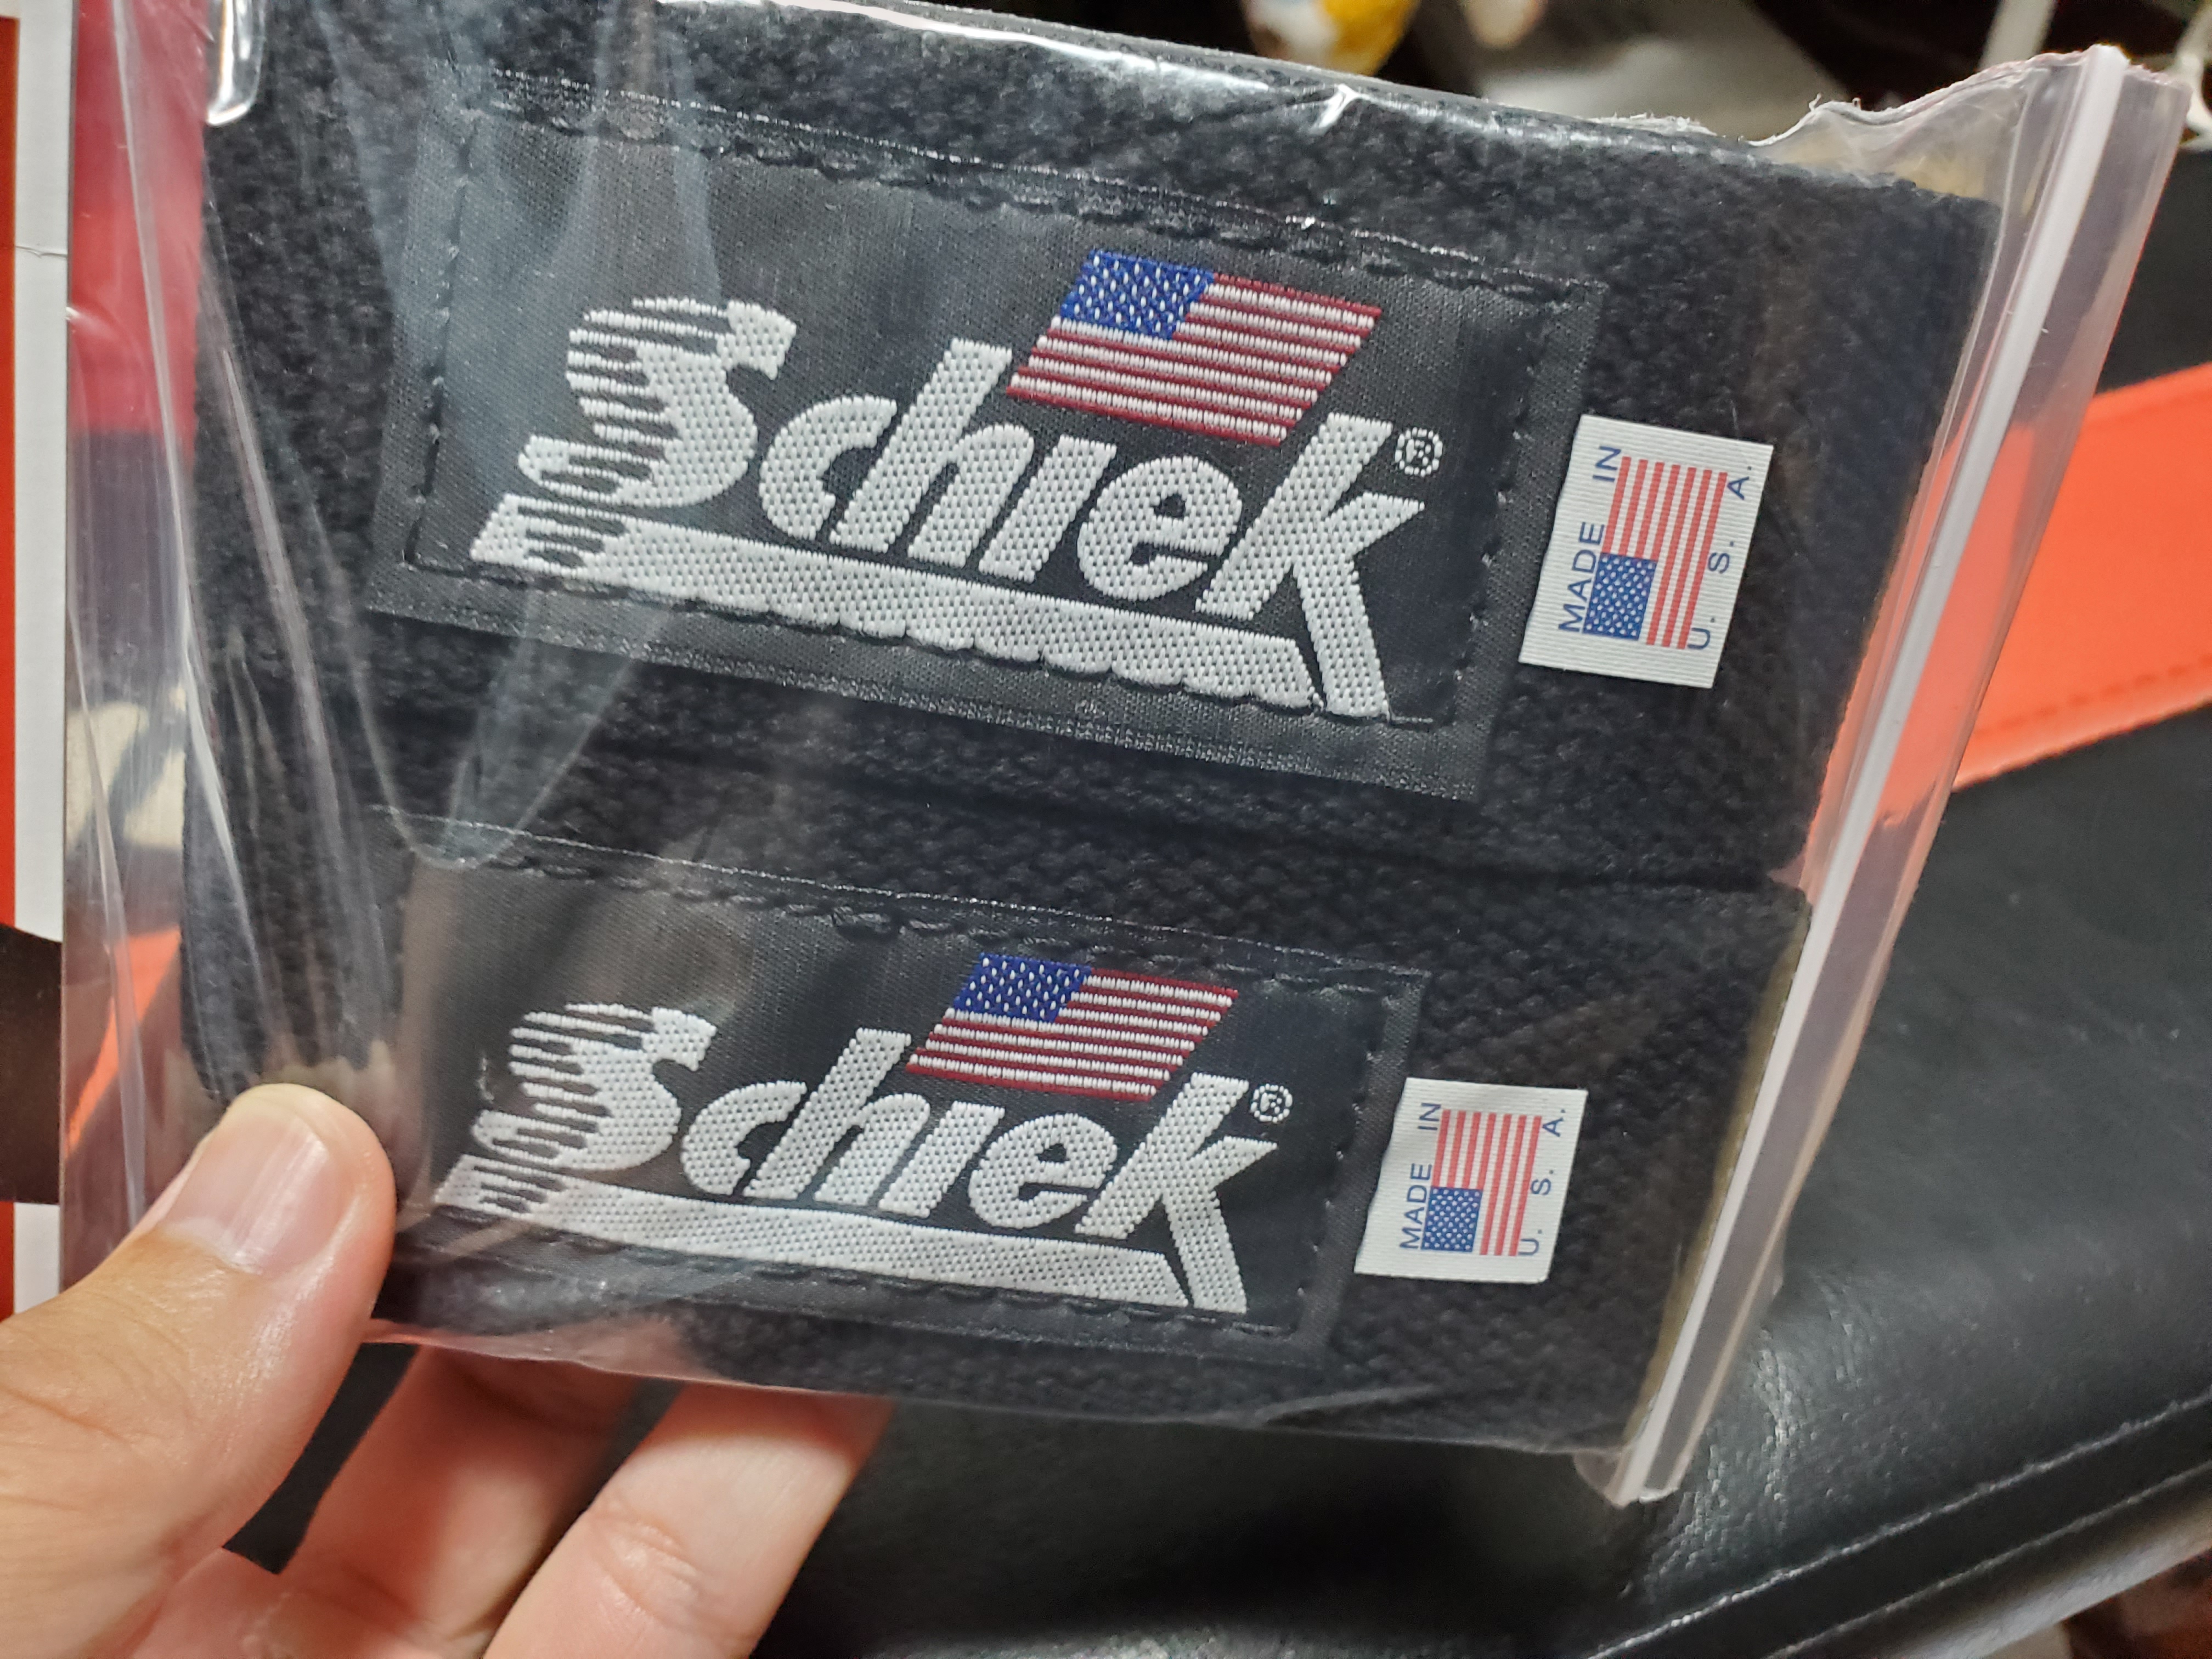 Schiek®
MADE IN
U. S. A.
Schiek®
MADE IN
U. S. A.